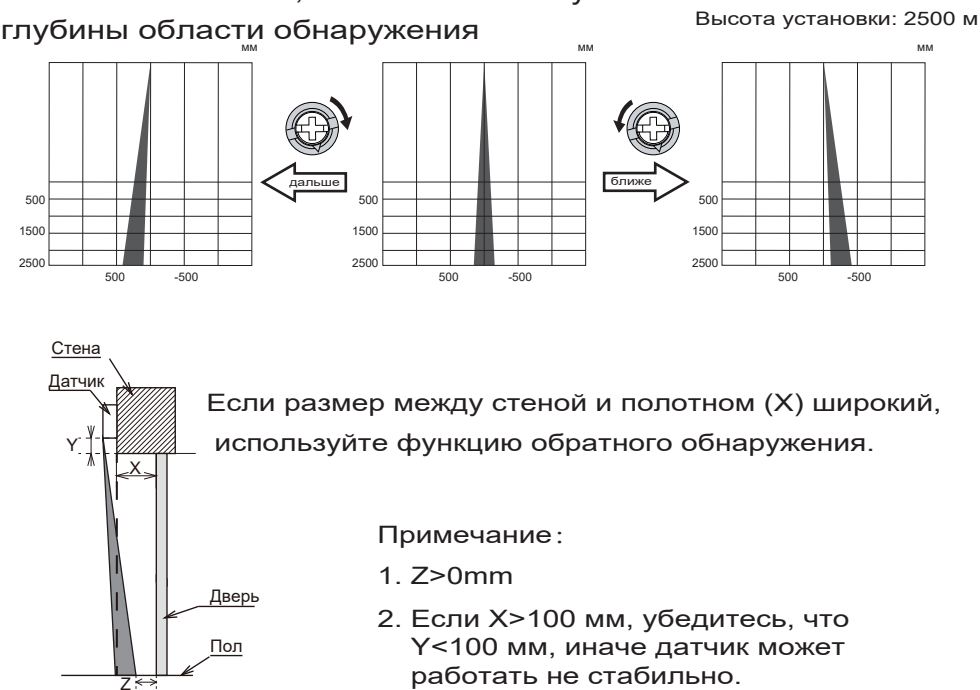 глубины области обнаружения
Высота установки: 2500 м
мм
мм
мм
500
1500
2500
500
-500
дальше
500
1500
2500
500
-500
ближе
500
1500
2500
500
-500
Стена
Датчик
Y
X
Дверь
Пол
Z
Если размер между стеной и полотном (X) широкий,
используйте функцию обратного обнаружения.
Примечание:
1. Z>0mm
2. Если X>100 мм, убедитесь, что
Y<100 мм, иначе датчик может
работать не стабильно.